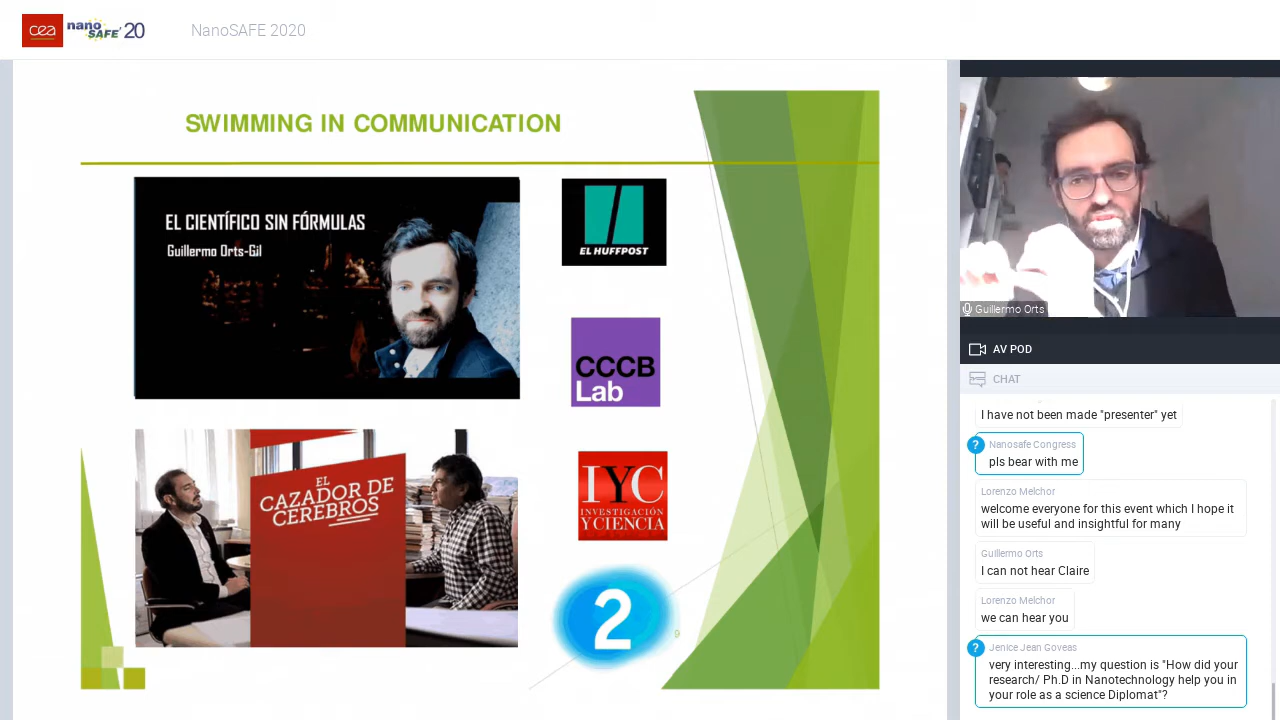 cea
nano
SAFE' 20
NanoSAFE 2020
SWIMMING IN COMMUNICATION
EL CIENTÍFICO SIN FÓRMULAS
Guillermo Orts-Gil
EL HUFFPOST
CCCB
Lab
EL
CAZADOR DE
CEREBROS
IYC
INVESTIGACIÓN
Y CIENCIA
2
9
Guillermo Orts
AV POD
CHAT
I have not been made "presenter" yet
?
Nanosafe Congress
pls bear with me
Lorenzo Melchor
welcome everyone for this event which I hope it
will be useful and insightful for many
Guillermo Orts
I can not hear Claire
Lorenzo Melchor
we can hear you
?
Jenice Jean Goveas
very interesting...my question is "How did your
research/ Ph.D in Nanotechnology help you in
your role as a science Diplomat"?